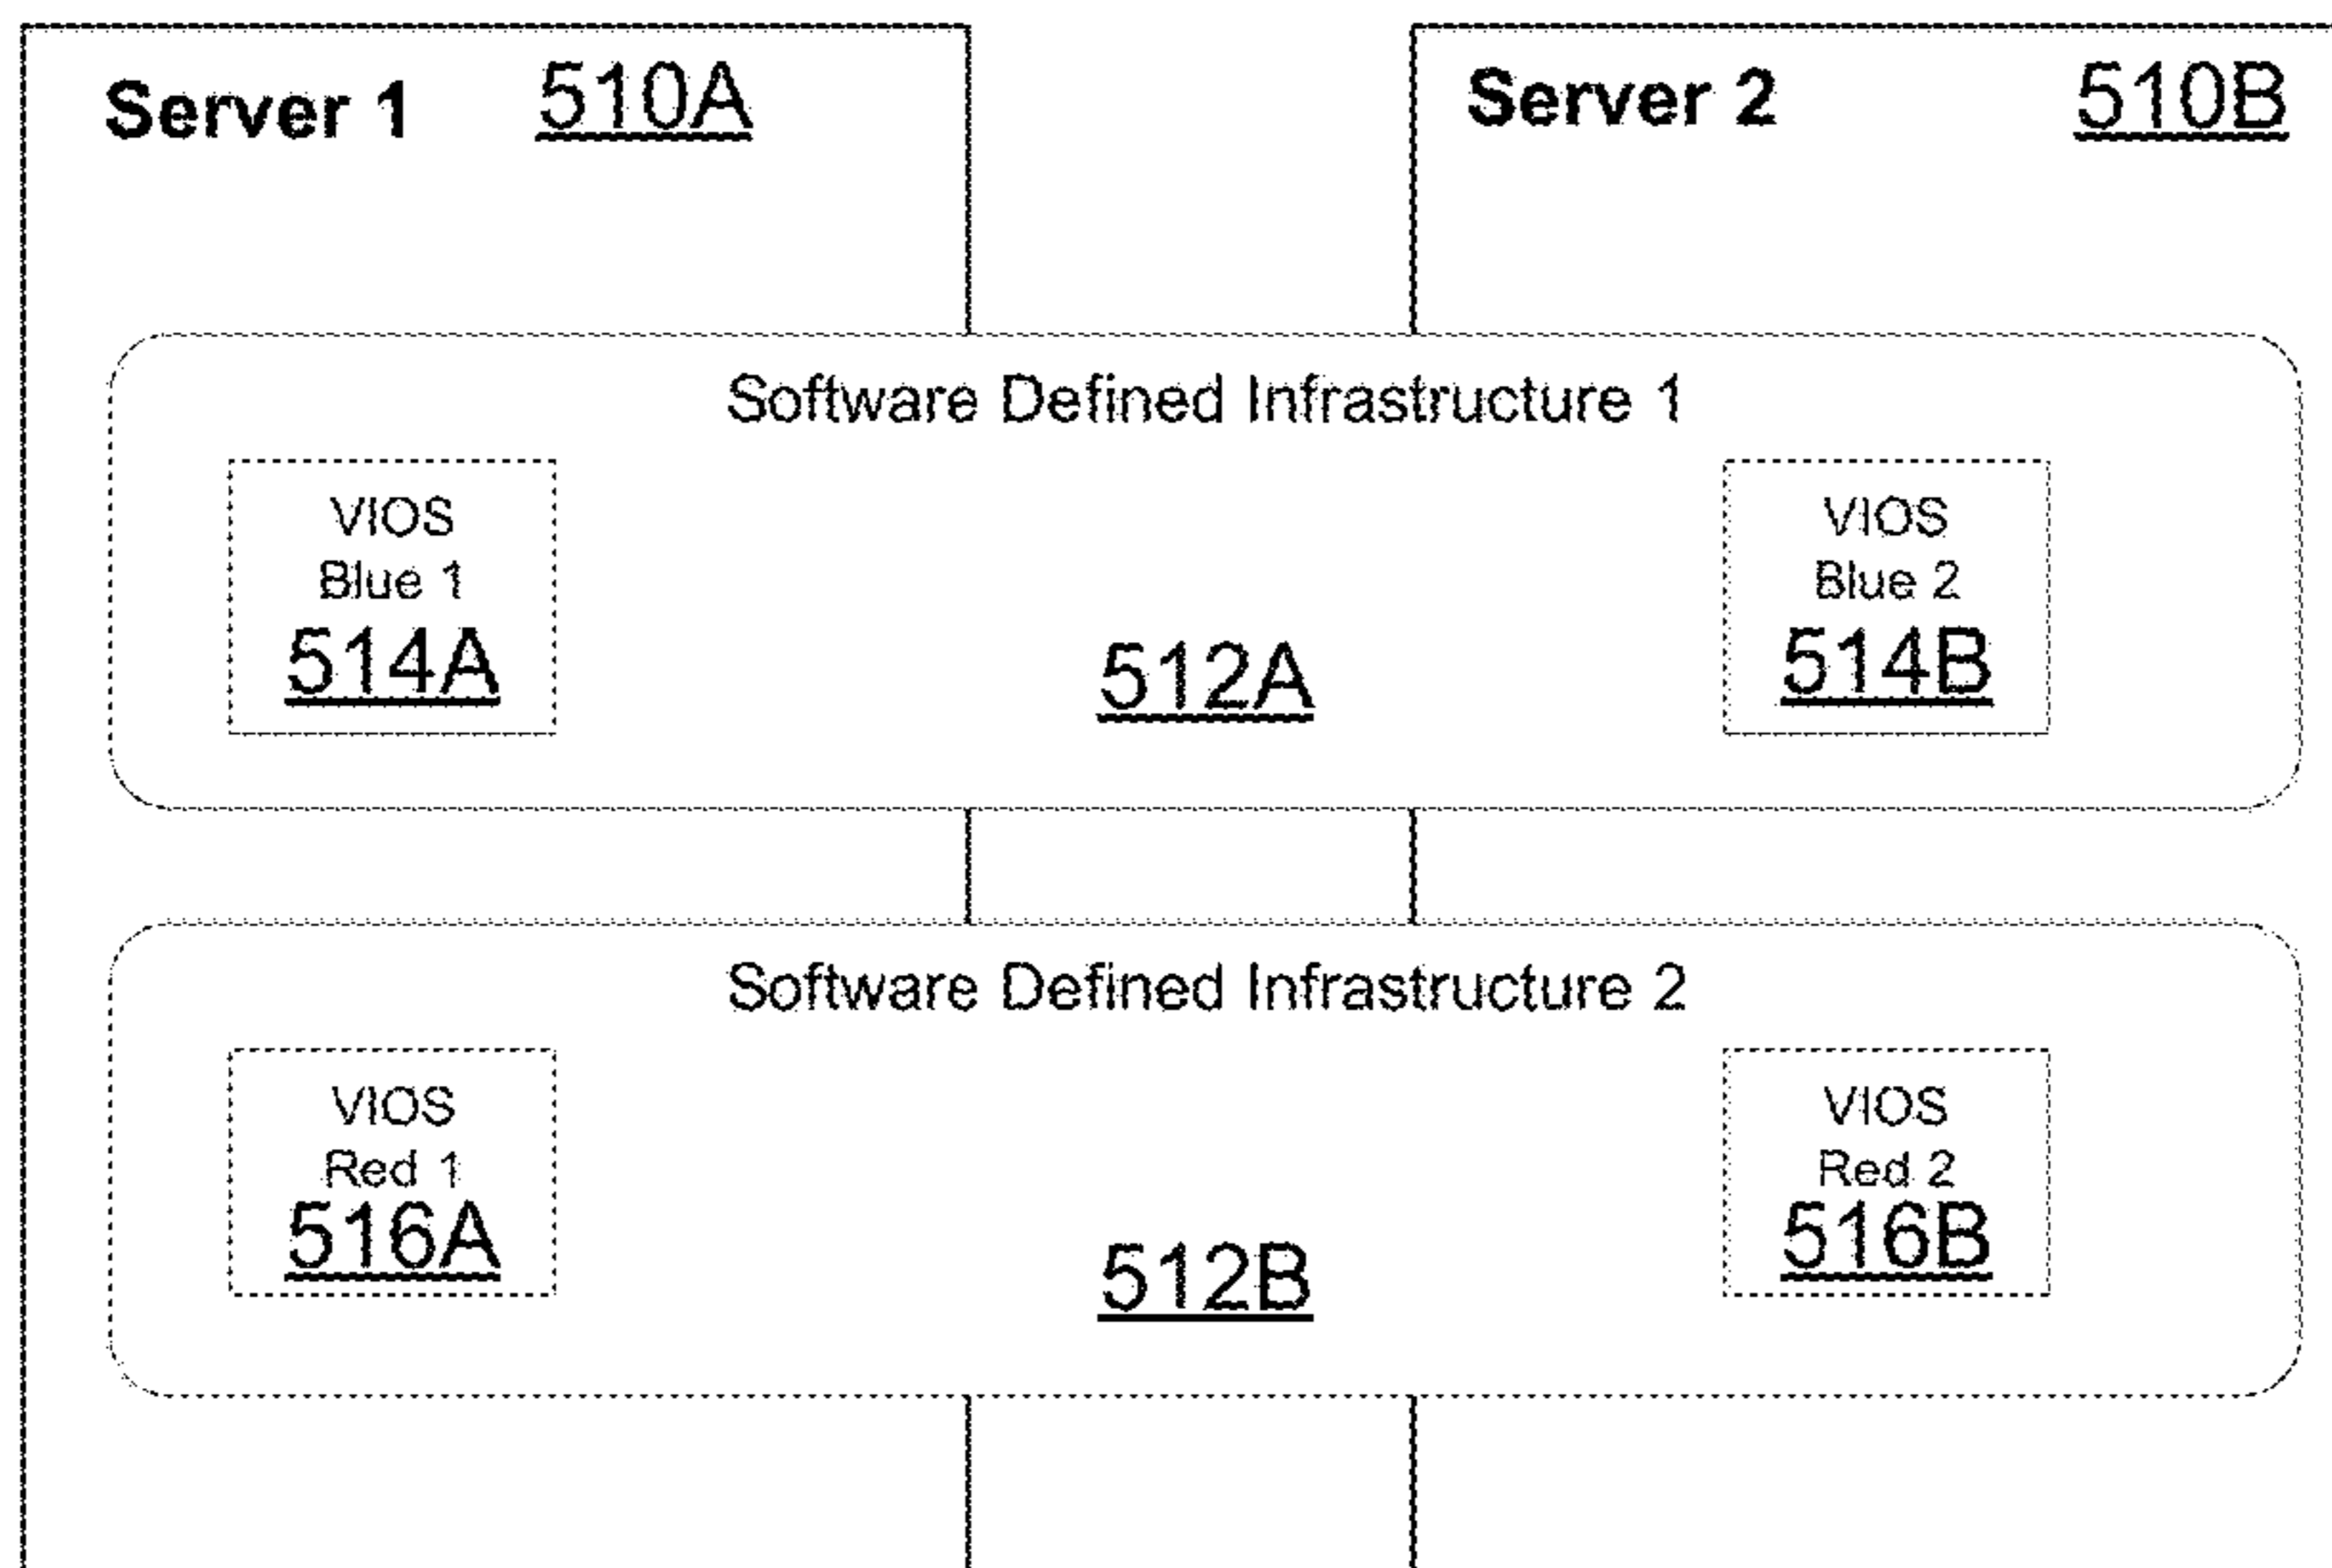 Server 1 510A
Server 2 510B
Software Defined Infrastructure 1
VIOS
Blue 1
514A
512A
VIOS
Blue 2
514B
Software Defined Infrastructure 2
VIOS
Red 1
516A
512B
VIOS
Red 2
516B